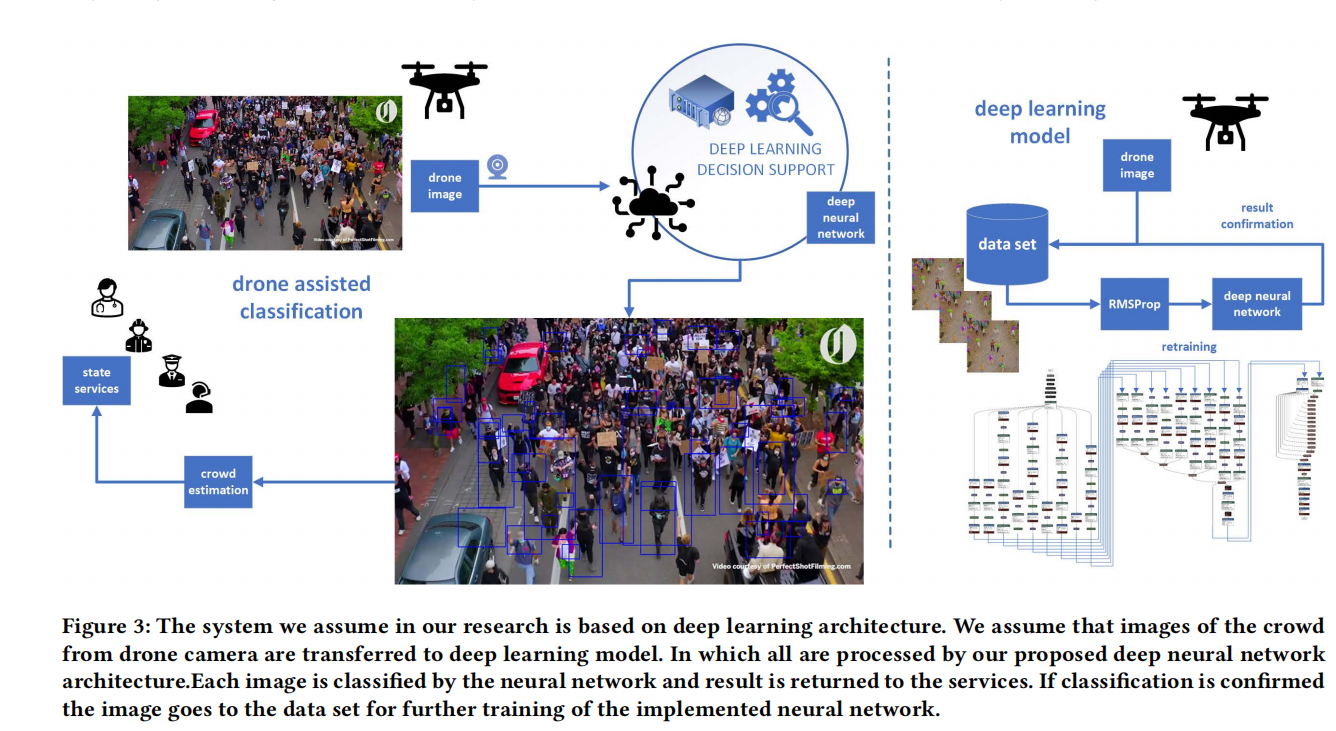 drone
image
DEEP LEARNING
DECISION SUPPORT
deep
neural
network
Video courtesy of PerfectShotFilming.com
drone assisted
classification
state
services
crowd
estimation
Video courtesy of PerfectShotFilming.com
deep learning
model
drone
image
result
confirmation
data set
RMSProp
deep neural
network
retraining
Figure 3: The system we assume in our research is based on deep learning architecture. We assume that images of the crowd
from drone camera are transferred to deep learning model. In which all are processed by our proposed deep neural network
architecture.Each image is classified by the neural network and result is returned to the services. If classification is confirmed
the image goes to the data set for further training of the implemented neural network.